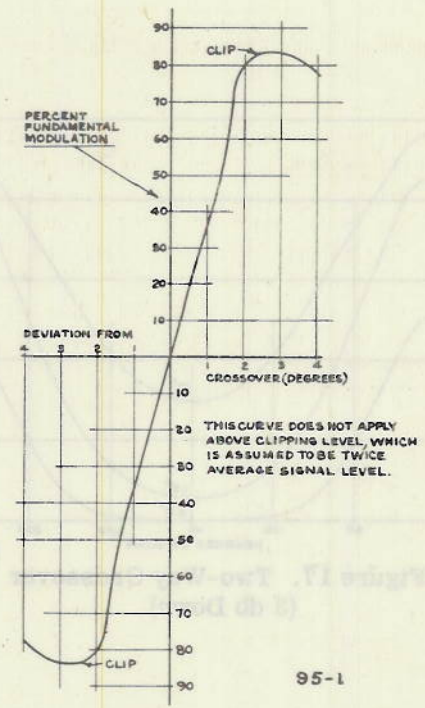 90
CLIP
80
70
PERCENT
FUNDAMENTAL
MODULATION
60
50
40
30
20
10
DEVIATION FROM
4 3 2 1
1 2 3 4
CROSSOVER (DEGREES)
10
THIS CURVE DOES NOT APPLY
ABOVE CLIPPING LEVEL, WHICH
IS ASSUMED TO BE TWICE
AVERAGE SIGNAL LEVEL.
20
30
40
50
60
70
80
CLIP
90
95-1
Figure 17. Two-Way Crossover
(3 db Down)